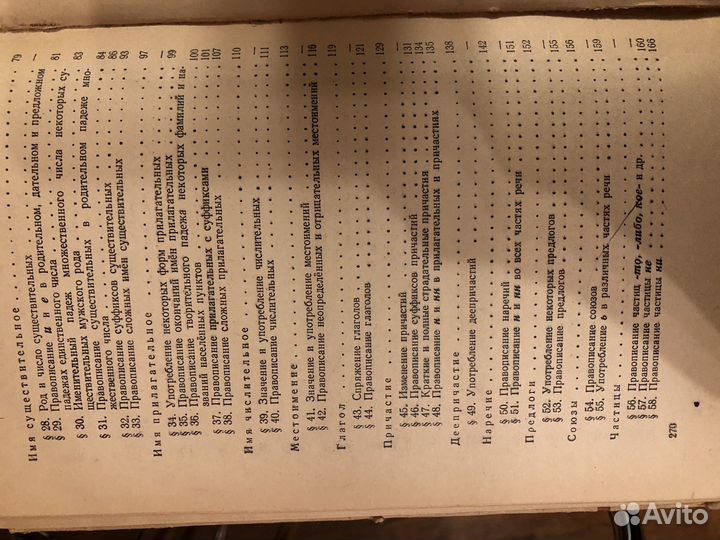 Имя существительное . . . . . . . . . . 79
§ 28. Род и число существительных . . . . . . . . —
§ 29. Правописание и и е в родительном, дательном и предложном
падежах единственного числа . . . . . . . . 81
§ 30. Именительный падеж множественного числа некоторых су-
ществительных мужского рода . . . . . . . . 83
§ 31. Правописание существительных в родительном падеже мно-
жественного числа . . . . . . . . 84
§ 32. Правописание суффиксов существительных . . . . . . 86
§ 33. Правописание сложных имён существительных . . . . . . 93
Имя прилагательное . . . . . . . . . . 97
§ 34. Употребление некоторых форм прилагательных . . . . . . —
§ 35. Правописание окончаний имён прилагательных . . . . . . 99
§ 36. Правописание творительного падежа некоторых фамилий и на-
званий населённых пунктов . . . . . . . . 100
§ 37. Правописание прилагательных с суффиксами . . . . . . 101
§ 38. Правописание сложных прилагательных . . . . . . 107
Имя числительное . . . . . . . . . . 110
§ 39. Значение и употребление числительных . . . . . . —
§ 40. Правописание числительных . . . . . . . . 111
Местоимение . . . . . . . . . . 113
§ 41. Значение и употребление местоимений . . . . . . —
§ 42. Правописание неопределённых и отрицательных местоимений 116
Глагол . . . . . . . . . . 119
§ 43. Спряжение глаголов . . . . . . . . —
§ 44. Правописание глаголов . . . . . . . . 121
Причастие . . . . . . . . . . 129
§ 45. Изменение причастий . . . . . . . . —
§ 46. Правописание суффиксов причастий . . . . . . 131
§ 47. Краткие и полные страдательные причастия . . . . . . 134
§ 48. Правописание н и нн в прилагательных и причастиях . . . 135
Деепричастие . . . . . . . . . . 138
§ 49. Употребление деепричастий . . . . . . . . —
Наречие . . . . . . . . . . 142
§ 50. Правописание наречий . . . . . . . . —
§ 51. Правописание н и нн во всех частях речи . . . . . . 151
Предлоги . . . . . . . . . . 152
§ 52. Употребление некоторых предлогов . . . . . . —
§ 53. Правописание предлогов . . . . . . . . 155
Союзы . . . . . . . . . . 156
§ 54. Правописание союзов . . . . . . . . —
§ 55. Употребление ь в различных частях речи . . . . . . 159
Частицы . . . . . . . . . . —
§ 56. Правописание частиц -то, -либо, кое- и др. . . . . . —
§ 57. Правописание частицы не . . . . . . . . 160
§ 58. Правописание частицы ни . . . . . . . . 166
270
Avito